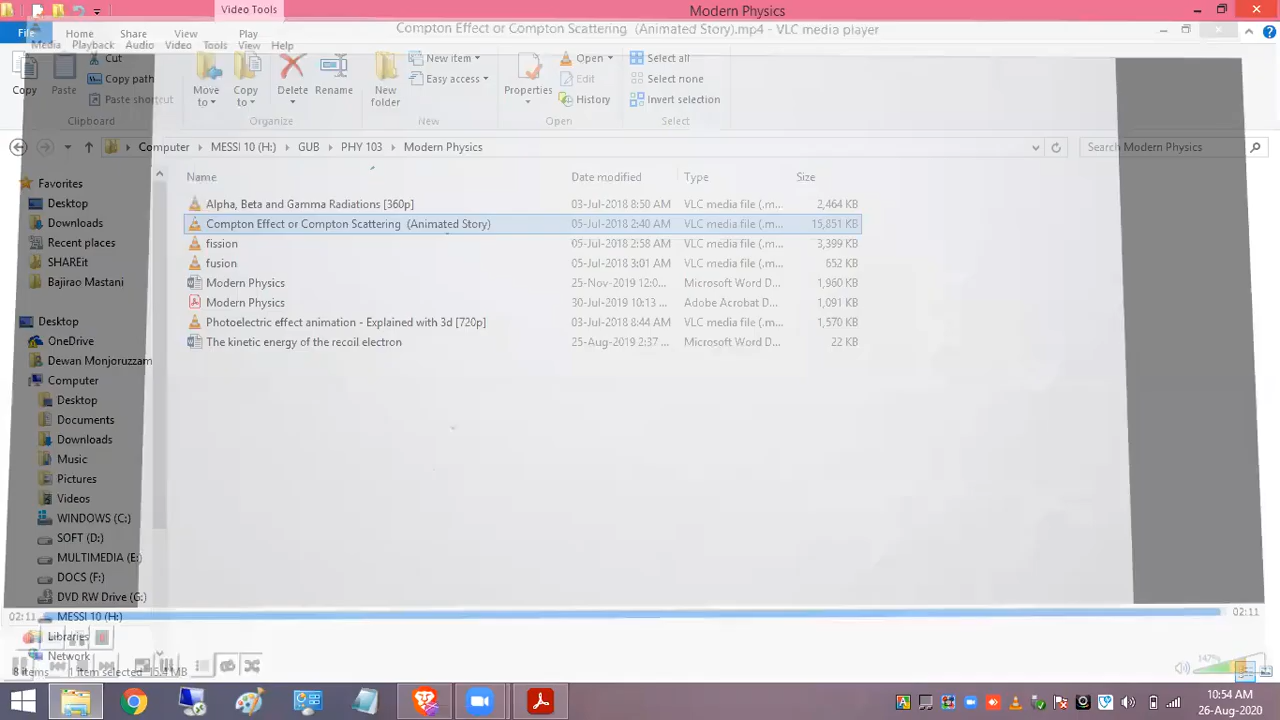 Video Tools
Modern Physics
Compton Effect or Compton Scattering (Animated Story).mp4 - VLC media player
File Home Share View Play
Media Playback Audio Video Tools View Help
Cut
Copy path
Paste shortcut
Copy
Paste
Clipboard
Move to
Copy to
Delete
Rename
Organize
New folder
New item
Easy access
New
Properties
Open
Edit
History
Open
Select all
Select none
Invert selection
Select
Computer MESSI 10 (H:) GUB PHY 103 Modern Physics
Search Modern Physics
Name Date modified Type Size
Alpha, Beta and Gamma Radiations [360p] 03-Jul-2018 8:50 AM VLC media file (.m... 2,464 KB
Compton Effect or Compton Scattering (Animated Story) 05-Jul-2018 2:40 AM VLC media file (.m... 15,851 KB
fission 05-Jul-2018 2:58 AM VLC media file (.m... 3,399 KB
fusion 05-Jul-2018 3:01 AM VLC media file (.m... 652 KB
Modern Physics 25-Nov-2019 12:0... Microsoft Word D... 1,960 KB
Modern Physics 30-Jul-2019 10:13 ... Adobe Acrobat D... 1,091 KB
Photoelectric effect animation - Explained with 3d [720p] 03-Jul-2018 8:44 AM VLC media file (.m... 1,570 KB
The kinetic energy of the recoil electron 25-Aug-2019 2:37 ... Microsoft Word D... 22 KB
Favorites
Desktop
Downloads
Recent places
SHAREit
Bajirao Mastani
Desktop
OneDrive
Dewan Monjoruzzam
Computer
Desktop
Documents
Downloads
Music
Pictures
Videos
WINDOWS (C:)
SOFT (D:)
MULTIMEDIA (E:)
DOCS (F:)
DVD RW Drive (G:)
MESSI 10 (H:)
Libraries
Network
02:11
02:11
8 items 1 item selected 15.4 MB
147%
10:54 AM
26-Aug-2020